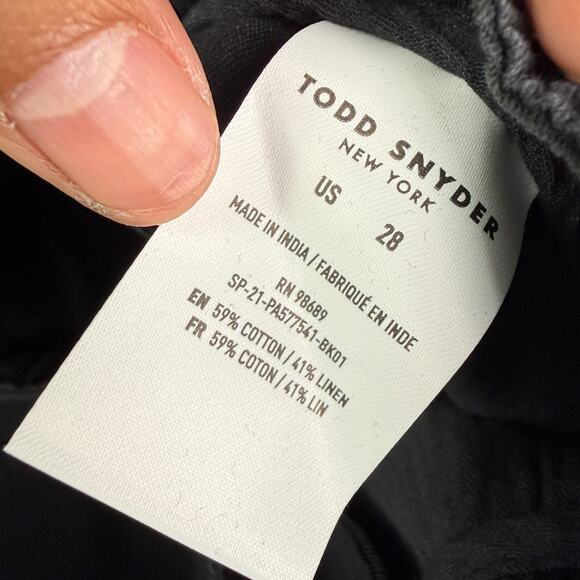 TODD SNYDER
NEW YORK
US 28
MADE IN INDIA / FABRIQUÉ EN INDE
RN 98689
SP-21-PA577541-BK01
EN 59% COTTON / 41% LINEN
FR 59% COTON / 41% LIN